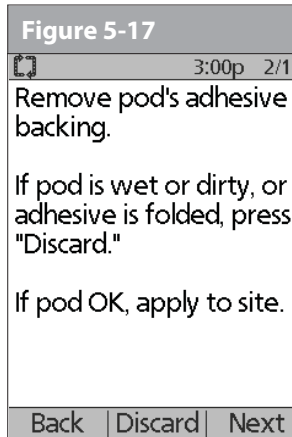 Figure 5-17
3:00p 2/1
Remove pod's adhesive
backing.
If pod is wet or dirty, or
adhesive is folded, press
"Discard."
If pod OK, apply to site.
Back | Discard | Next